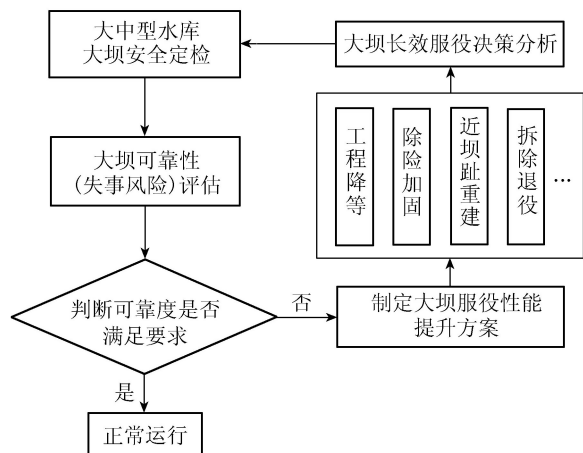 大中型水库
大坝安全定检
大坝长效服役决策分析
工程降等
除险加固
近坝趾重建
拆除退役
…
大坝可靠性
(失事风险)评估
判断可靠度是否
满足要求
否
制定大坝服役性能
提升方案
是
正常运行